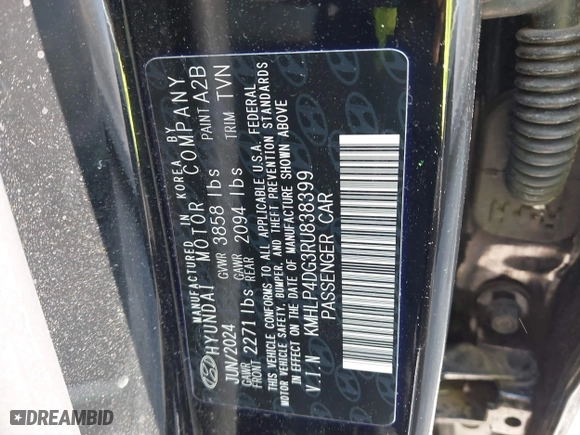 MANUFACTURED IN KOREA BY
HYUNDAI MOTOR COMPANY
JUN/2024 GVWR 3858 lbs PAINT A2B
GAWR FRONT 2271 lbs GAWR REAR 2094 lbs TRIM TVN
THIS VEHICLE CONFORMS TO ALL APPLICABLE U.S.A. FEDERAL
MOTOR VEHICLE SAFETY, BUMPER, AND THEFT PREVENTION STANDARDS
IN EFFECT ON THE DATE OF MANUFACTURE SHOWN ABOVE
V.I.N KMHLP4DG3RU838399
PASSENGER CAR
DREAMBID